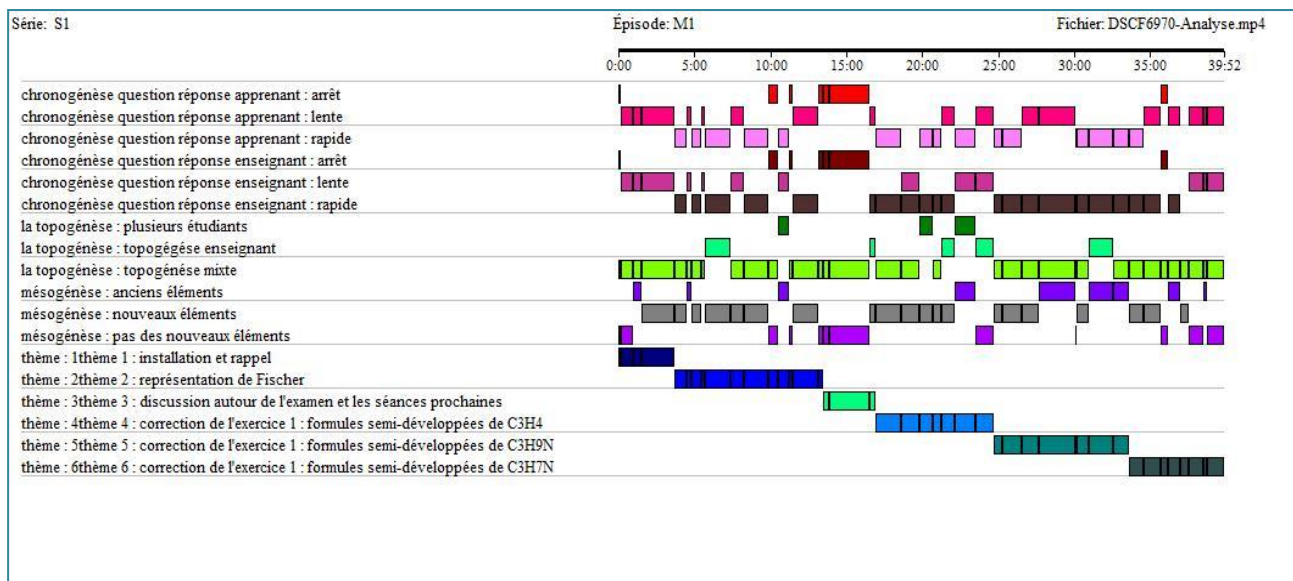 Série: S1 Épisode: M1 Fichier: DSCF6970-Analyse.mp4
0:00 5:00 10:00 15:00 20:00 25:00 30:00 35:00 39:52
chronogénèse question réponse apprenant : arrêt
chronogénèse question réponse apprenant : lente
chronogénèse question réponse apprenant : rapide
chronogénèse question réponse enseignant : arrêt
chronogénèse question réponse enseignant : lente
chronogénèse question réponse enseignant : rapide
la topogénèse : plusieurs étudiants
la topogénèse : topogégése enseignant
la topogénèse : topogénése mixte
mésogénèse : anciens éléments
mésogénèse : nouveaux éléments
mésogénèse : pas des nouveaux éléments
thème : 1thème 1 : installation et rappel
thème : 2thème 2 : représentation de Fischer
thème : 3thème 3 : discussion autour de l'examen et les séances prochaines
thème : 4thème 4 : correction de l'exercice 1 : formules semi-développées de C3H4
thème : 5thème 5 : correction de l'exercice 1 : formules semi-développées de C3H9N
thème : 6thème 6 : correction de l'exercice 1 : formules semi-développées de C3H7N